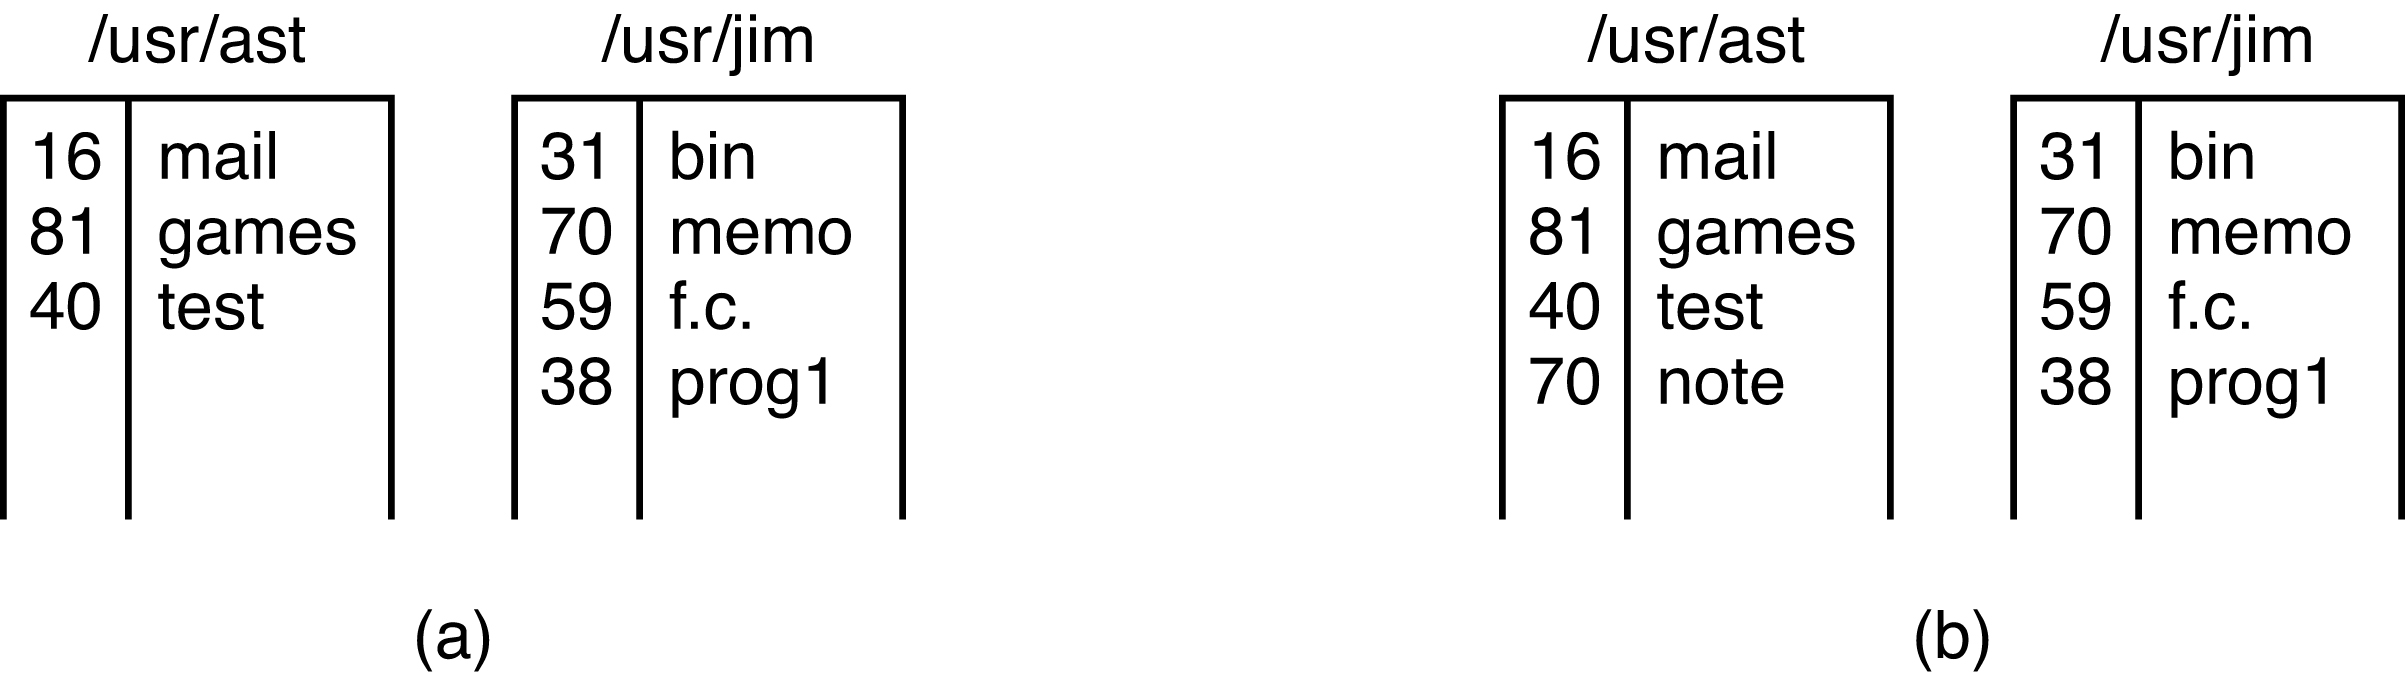 /usr/ast /usr/jim
16 mail 31 bin
81 games 70 memo
40 test 59 f.c.
38 prog1
(a)
/usr/ast /usr/jim
16 mail 31 bin
81 games 70 memo
40 test 59 f.c.
70 note 38 prog1
(b)